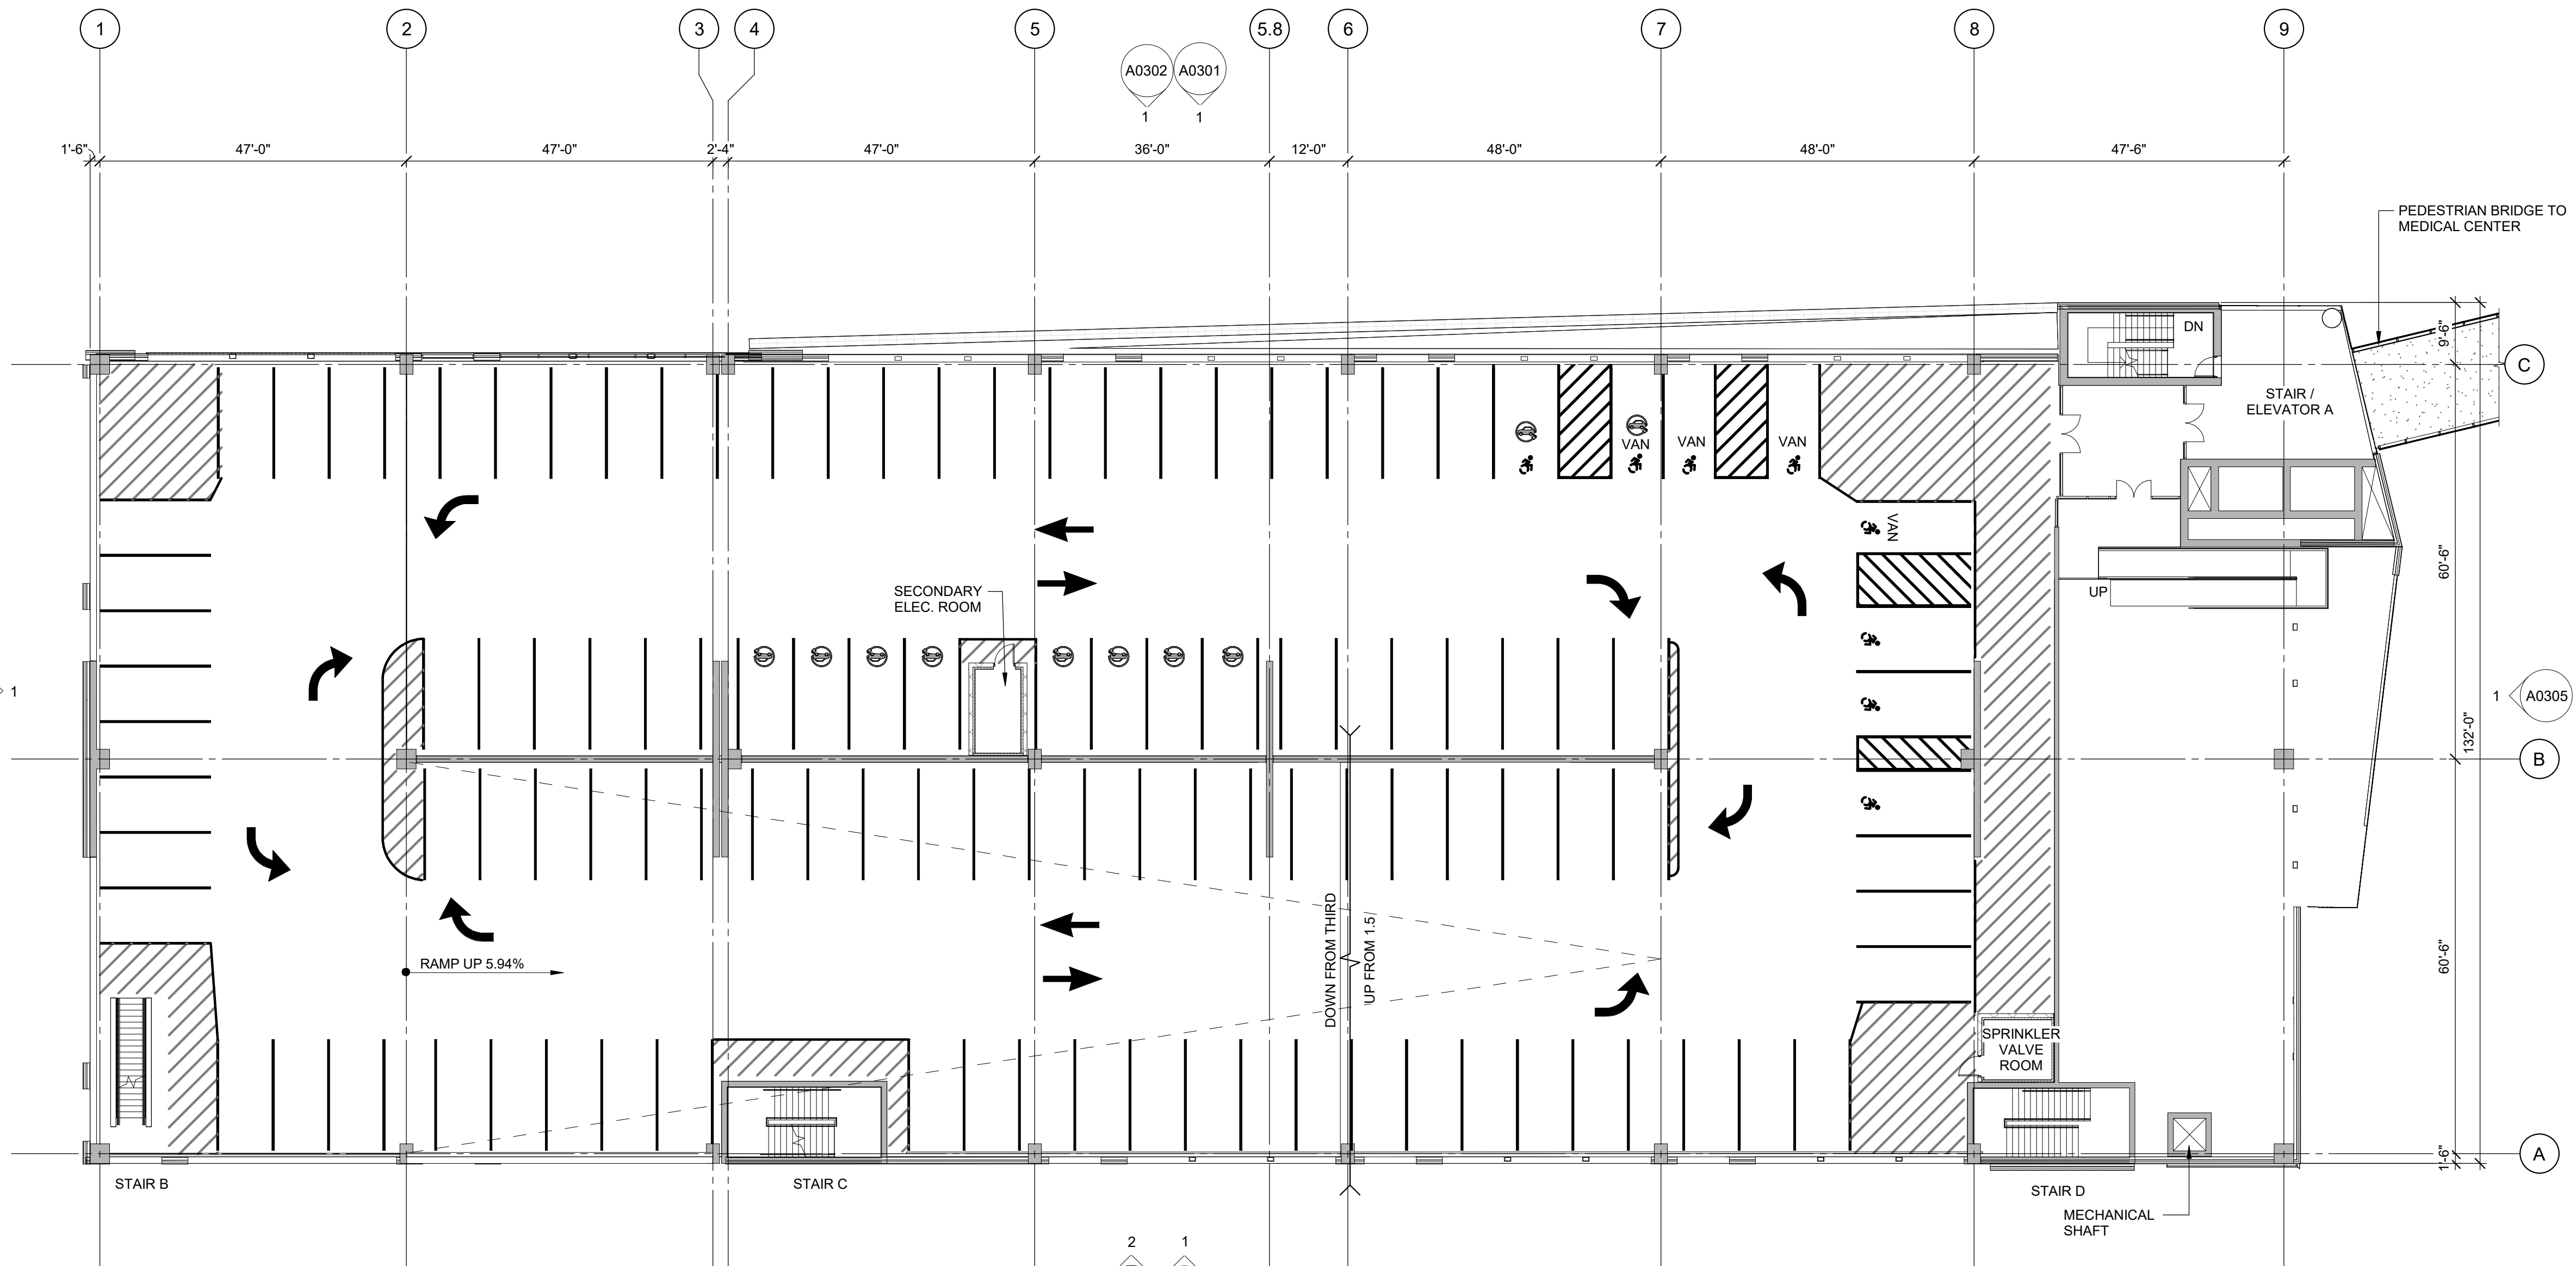 1 2 3 4 5 5.8 6 7 8 9
A0302 A0301
1 1
1'-6" 47'-0" 47'-0" 2'-4" 47'-0" 36'-0" 12'-0" 48'-0" 48'-0" 47'-6"
PEDESTRIAN BRIDGE TO
MEDICAL CENTER
DN
9'-6"
C
STAIR /
ELEVATOR A
VAN VAN VAN
VAN
60'-6"
SECONDARY
ELEC. ROOM
UP
1
1 A0305
132'-0"
B
DOWN FROM THIRD
UP FROM 1.5
RAMP UP 5.94%
60'-6"
SPRINKLER
VALVE
ROOM
1'-6"
A
STAIR B
STAIR C
STAIR D
MECHANICAL
SHAFT
2 1